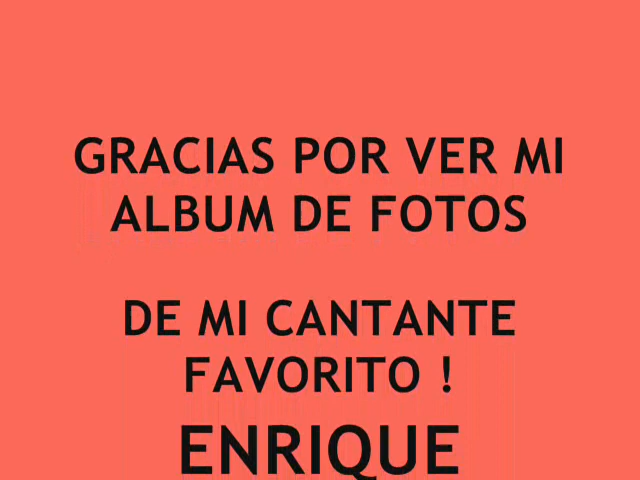 GRACIAS POR VER MI
ALBUM DE FOTOS
DE MI CANTANTE
FAVORITO !
ENRIQUE